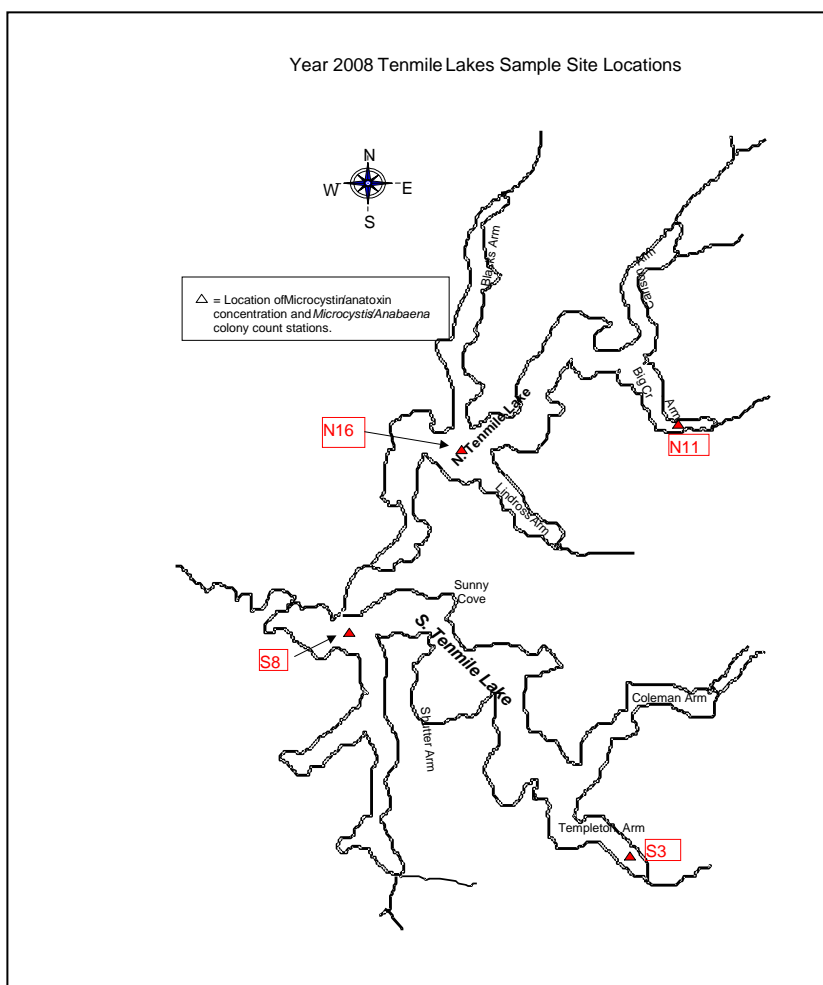 Year 2008 Tenmile Lakes Sample Site Locations
N
W
E
S
△ = Location of Microcystin/anatoxin
concentration and Microcystis/Anabaena
colony count stations.
Blacks Arm
Carlson Arm
Big Cr Arm
N16
N. Tenmile Lake
N11
Lindross Arm
Sunny
Cove
S. Tenmile Lake
S8
Shutter Arm
Coleman Arm
Templeton Arm
S3